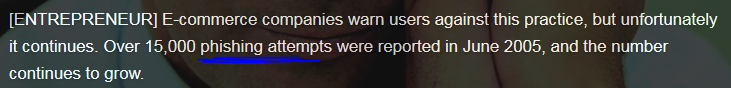 [ENTREPRENEUR] E-commerce companies warn users against this practice, but unfortunately
it continues. Over 15,000 phishing attempts were reported in June 2005, and the number
continues to grow.